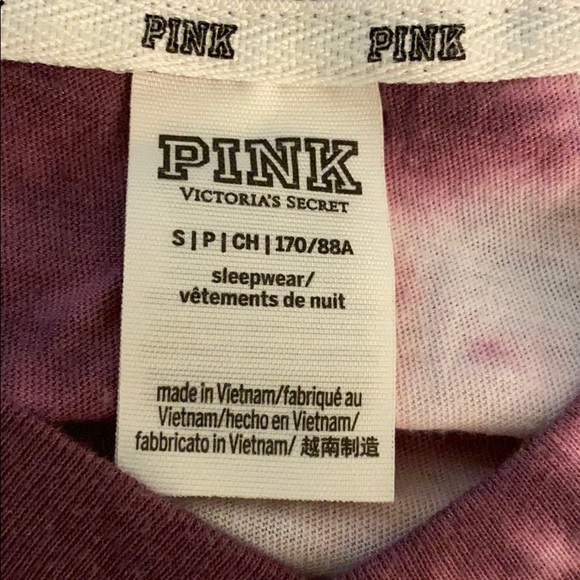 PINK PINK
PINK
VICTORIA'S SECRET
S | P | CH | 170/88A
sleepwear/
vêtements de nuit
made in Vietnam/fabriqué au
Vietnam/hecho en Vietnam/
fabbricato in Vietnam/ 越南制造